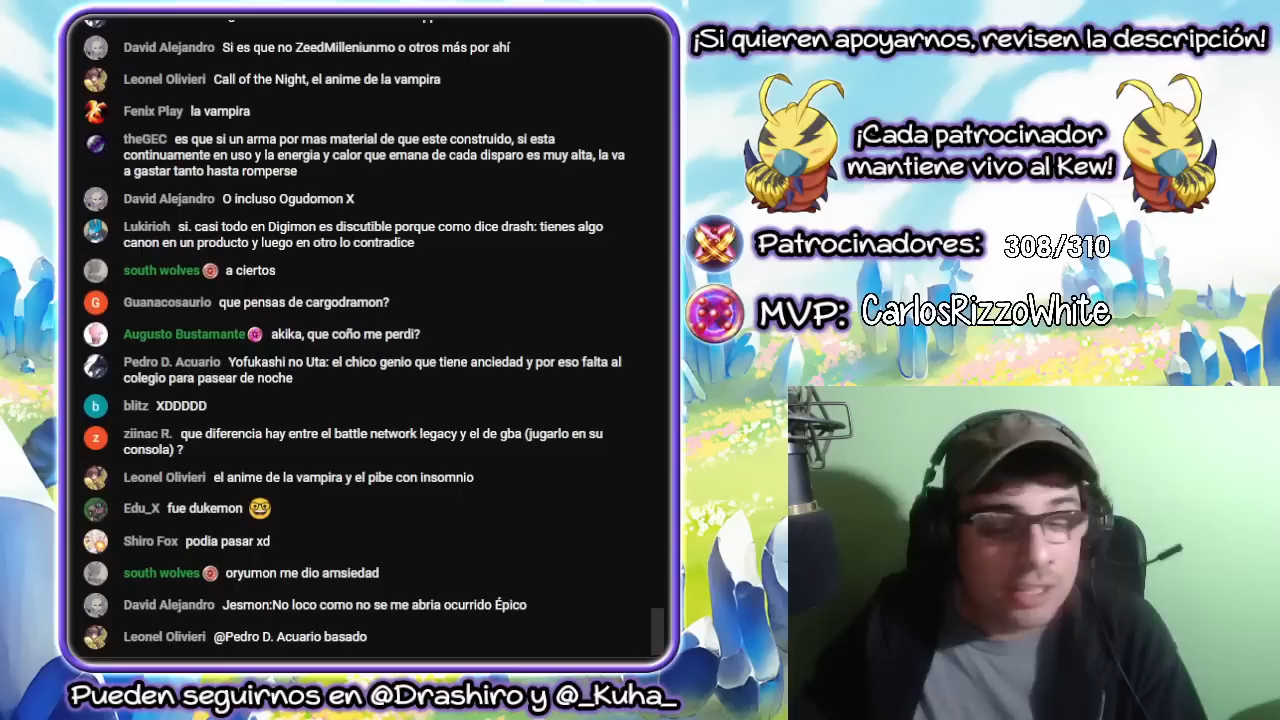 David Alejandro Si es que no ZeedMilleniunmo o otros más por ahí
Leonel Olivieri Call of the Night, el anime de la vampira
Fenix Play la vampira
theGEC es que si un arma por mas material de que este construido, si esta
continuamente en uso y la energia y calor que emana de cada disparo es muy alta, la va
a gastar tanto hasta romperse
David Alejandro O incluso Ogudomon X
Lukirioh si. casi todo en Digimon es discutible porque como dice drash: tienes algo
canon en un producto y luego en otro lo contradice
south wolves a ciertos
G Guanacosaurio que pensas de cargodramon?
Augusto Bustamante akika, que coño me perdi?
Pedro D. Acuario Yofukashi no Uta: el chico genio que tiene anciedad y por eso falta al
colegio para pasear de noche
b blitz XDDDDD
z ziinac R. que diferencia hay entre el battle network legacy y el de gba (jugarlo en su
consola) ?
Leonel Olivieri el anime de la vampira y el pibe con insomnio
Edu_X fue dukemon
Shiro Fox podia pasar xd
south wolves oryumon me dio amsiedad
David Alejandro Jesmon:No loco como no se me abria ocurrido Épico
Leonel Olivieri @Pedro D. Acuario basado
Pueden seguirnos en @Drashiro y @_Kuha_
¡Si quieren apoyarnos, revisen la descripción!
¡Cada patrocinador
mantiene vivo al Kew!
Patrocinadores: 308/310
MVP: CarlosRizzoWhite